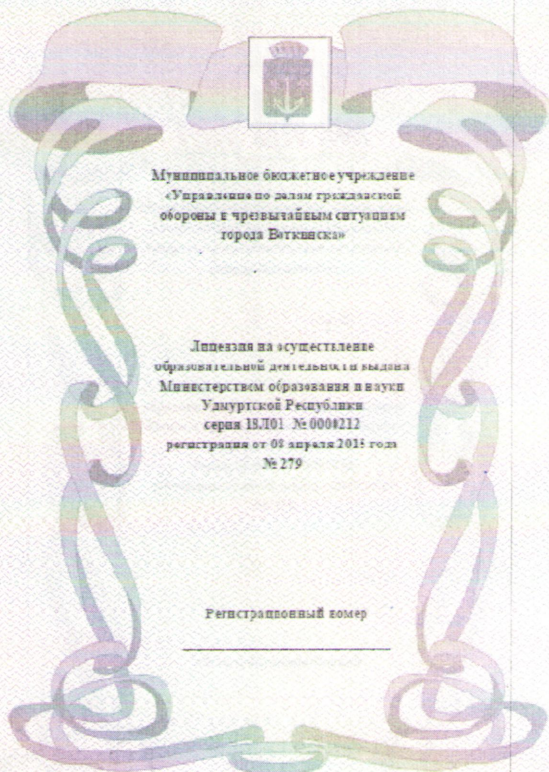 Муниципальное бюджетное учреждение
«Управление по делам гражданской
обороны и чрезвычайным ситуациям
города Воткинска»
Лицензия на осуществление
образовательной деятельности выдана
Министерством образования и науки
Удмуртской Республики
серия 18Л01 № 0000212
регистрация от 08 апреля 2015 года
№ 279
Регистрационный номер